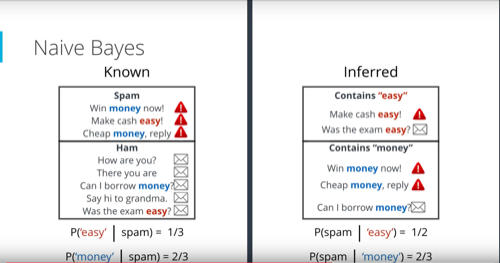 Naive Bayes
Known
Spam
Win money now!
Make cash easy!
Cheap money, reply
Ham
How are you?
There you are
Can I borrow money?
Say hi to grandma.
Was the exam easy?
P('easy' | spam) = 1/3
P('money' | spam) = 2/3
Inferred
Contains "easy"
Make cash easy!
Was the exam easy?
Contains "money"
Win money now!
Cheap money, reply
Can I borrow money?
P(spam | 'easy') = 1/2
P(spam | 'money') = 2/3